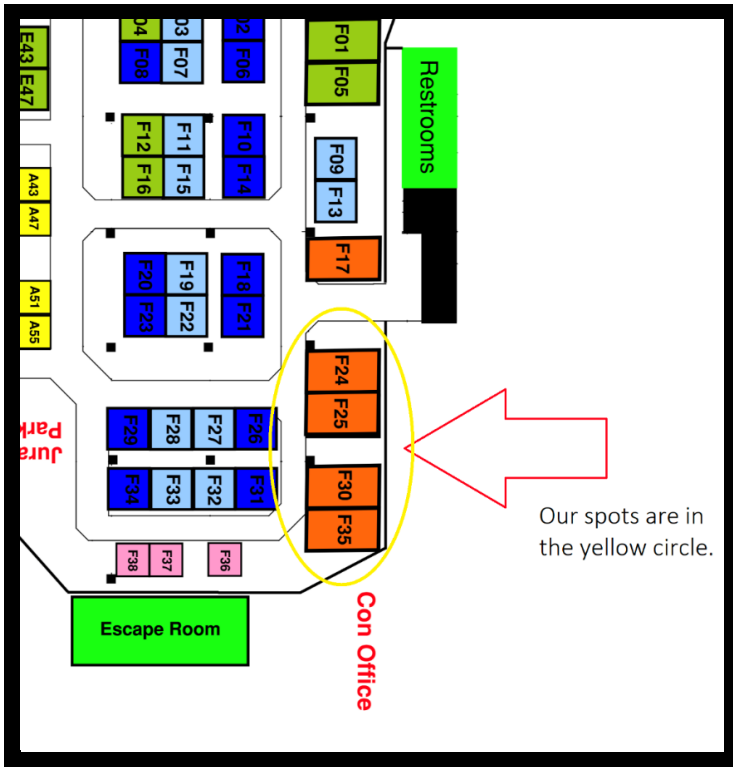 E43
E47
04
03
02
F01
F08
F07
F06
F05
Restrooms
F12
F11
F10
F09
F16
F15
F14
F13
A43
A47
F17
F20
F19
F18
F23
F22
F21
A51
A55
F24
F25
Jura
Park
F29
F28
F27
F26
F34
F33
F32
F31
F30
F35
Our spots are in
the yellow circle.
F38
F37
F36
Escape Room
Con Office